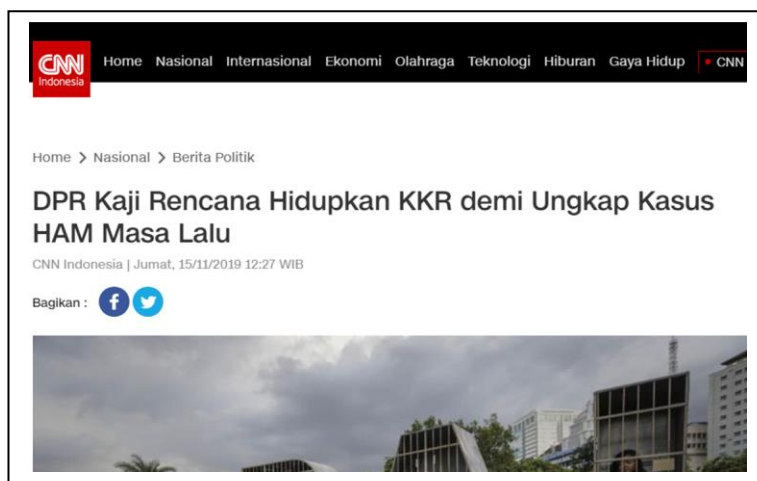 CNN
Indonesia
Home Nasional Internasional Ekonomi Olahraga Teknologi Hiburan Gaya Hidup • CNN
Home > Nasional > Berita Politik
DPR Kaji Rencana Hidupkan KKR demi Ungkap Kasus
HAM Masa Lalu
CNN Indonesia | Jumat, 15/11/2019 12:27 WIB
Bagikan :